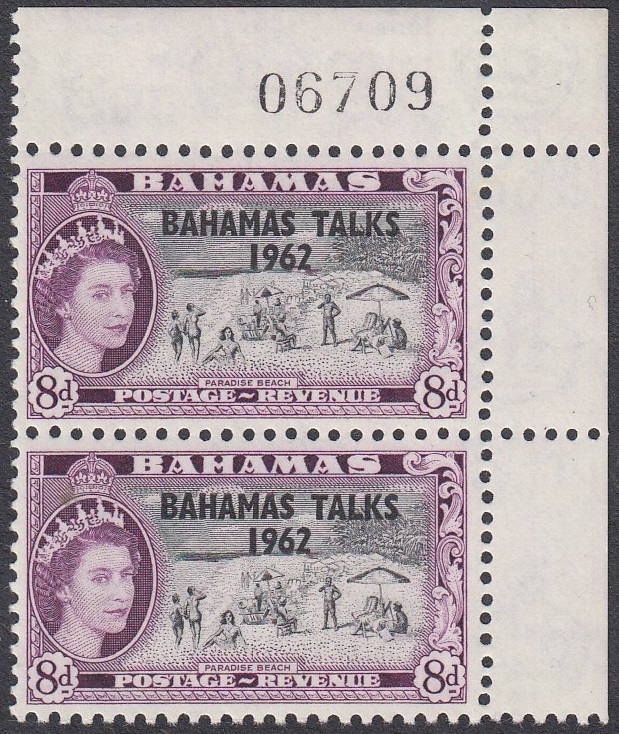 06709
BAHAMAS
BAHAMAS TALKS
1962
PARADISE BEACH
8d POSTAGE~REVENUE 8d
BAHAMAS
BAHAMAS TALKS
1962
PARADISE BEACH
8d POSTAGE~REVENUE 8d